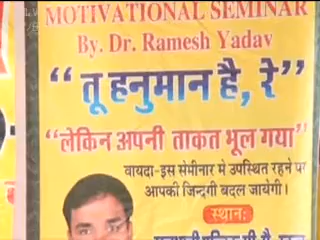 MOTIVATIONAL SEMINAR
By. Dr. Ramesh Yadav
“तू हनुमान है, रे”
“लेकिन अपनी ताकत भूल गया”
वायदा-इस सेमीनार मे उपस्थित रहने पर
आपकी जिन्दगी बदल जायेगी।
स्थान: